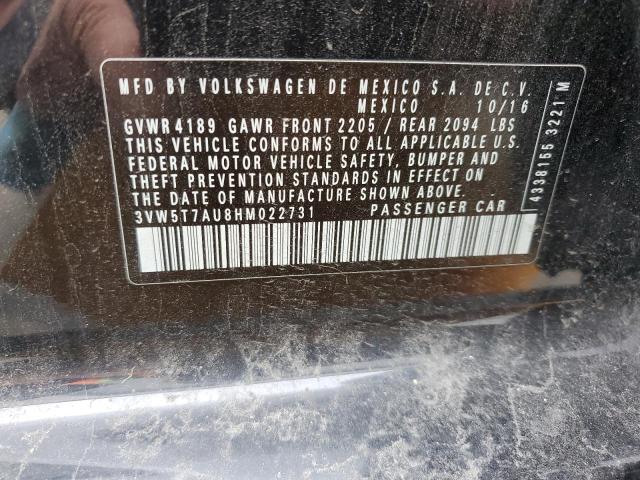 MFD BY VOLKSWAGEN DE MEXICO S.A. DE C.V.
MEXICO 10/16
GVWR 4189 GAWR FRONT 2205 / REAR 2094 LBS
THIS VEHICLE CONFORMS TO ALL APPLICABLE U.S.
FEDERAL MOTOR VEHICLE SAFETY, BUMPER AND
THEFT PREVENTION STANDARDS IN EFFECT ON
THE DATE OF MANUFACTURE SHOWN ABOVE.
3VW5T7AU8HM022731 PASSENGER CAR
4338155 3221 M